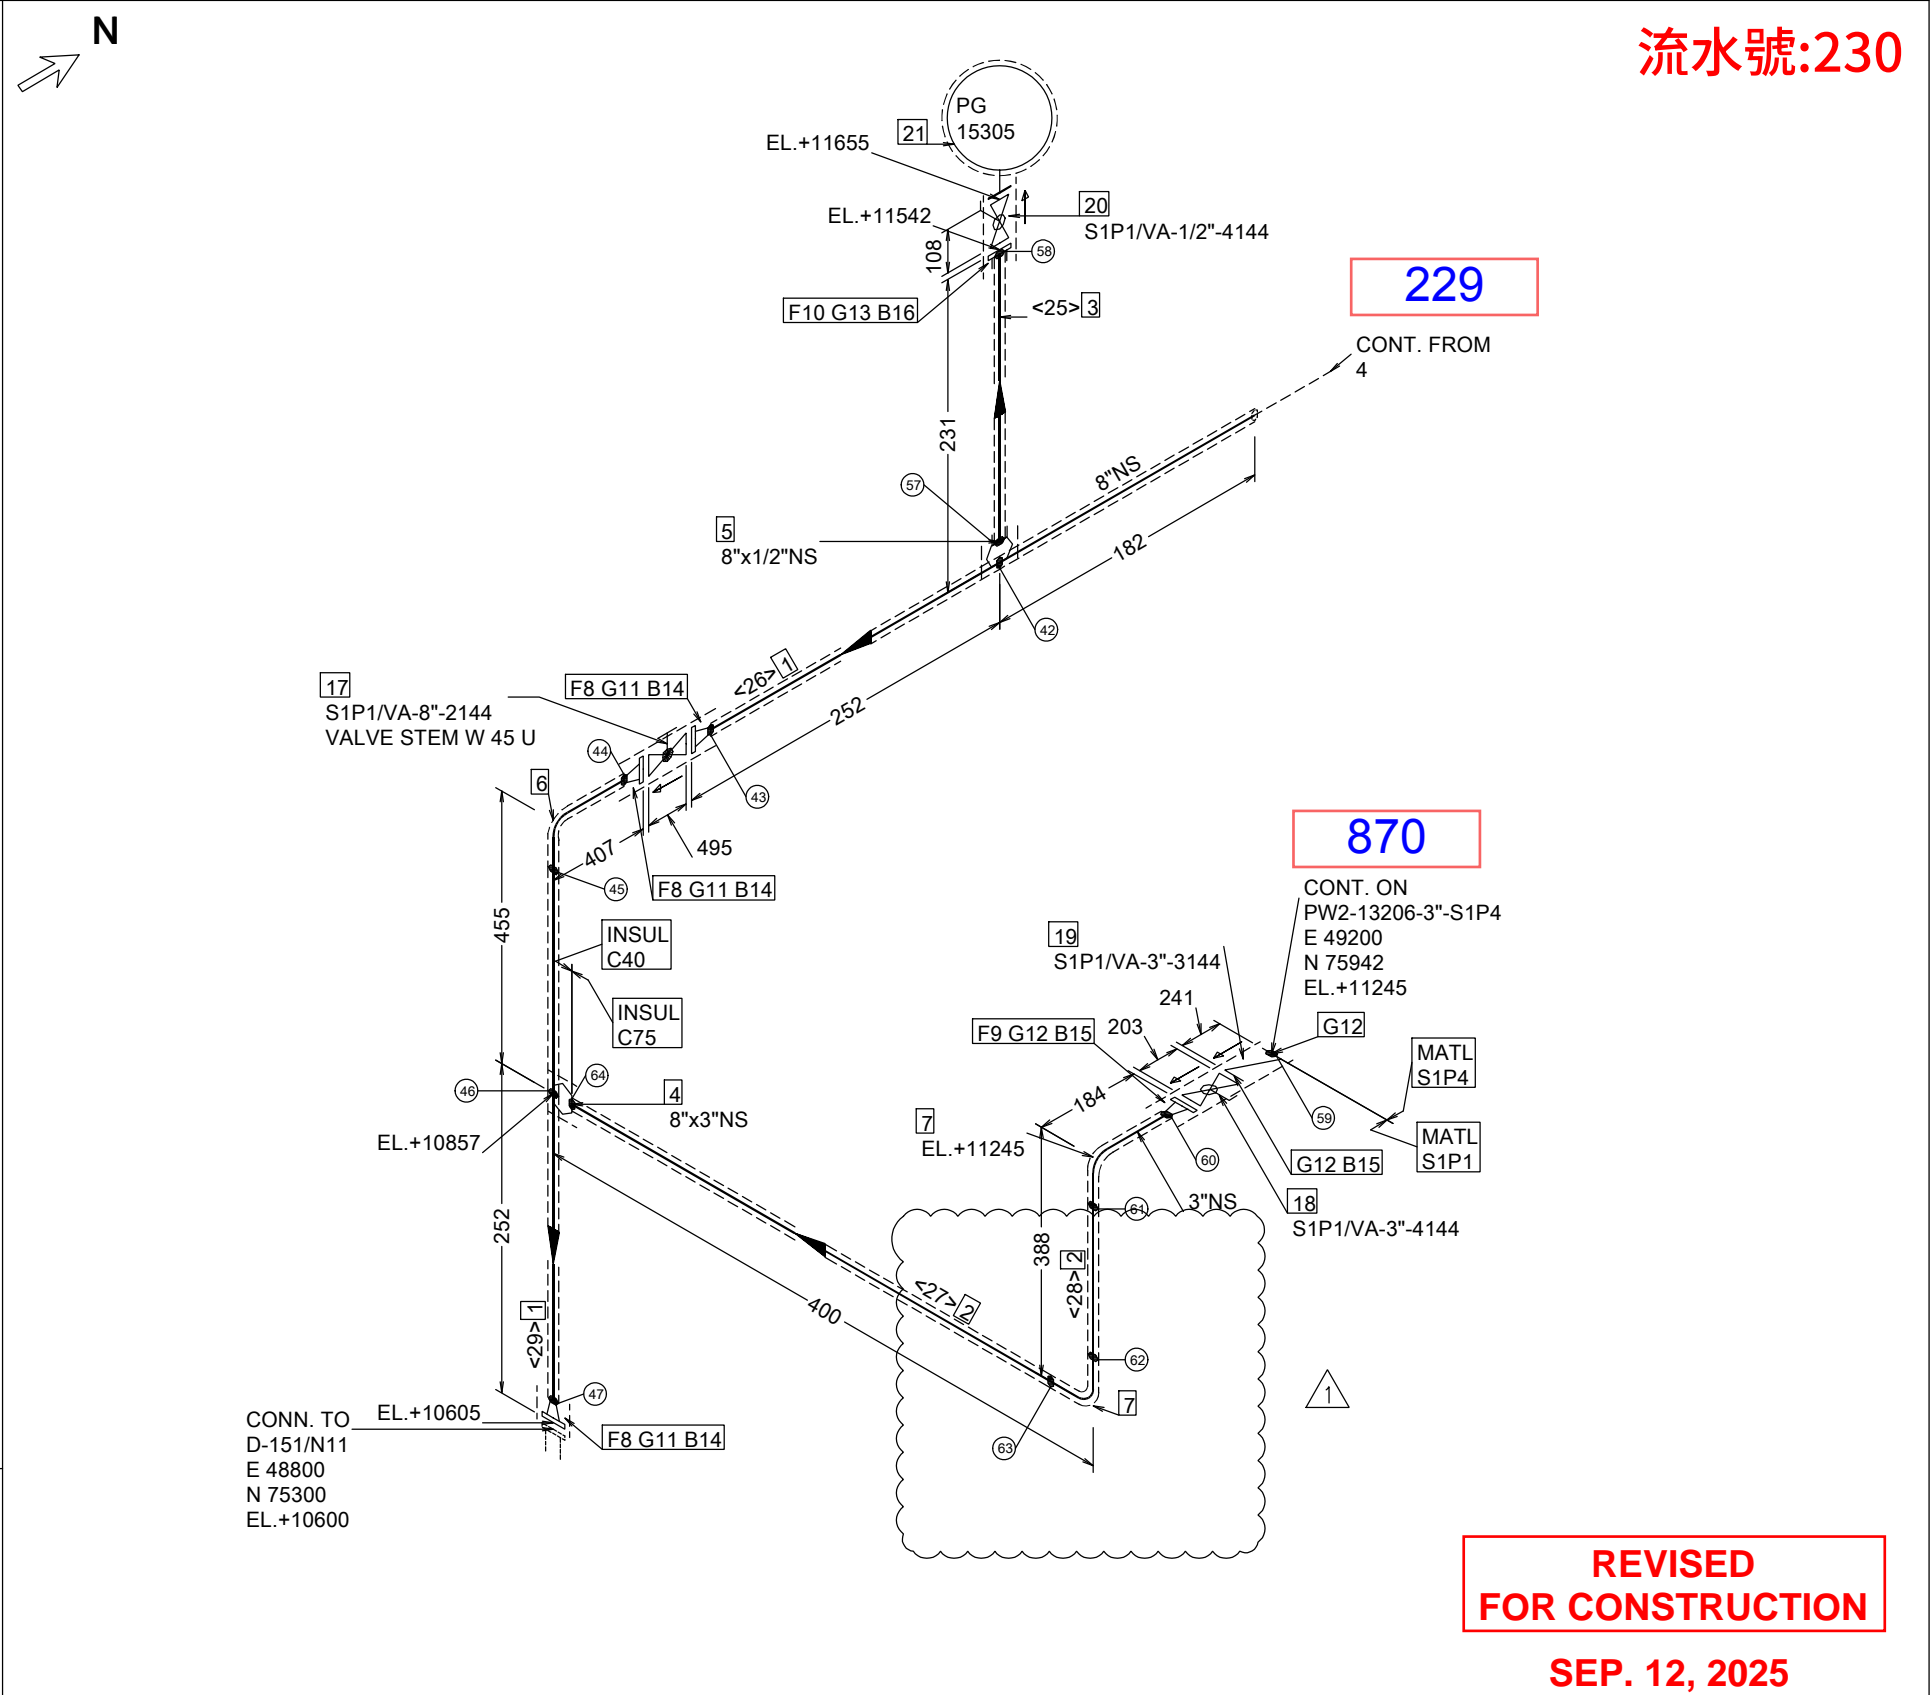 N
流水號:230
PG
15305
21
EL.+11655
20
S1P1/VA-1/2"-4144
EL.+11542
108
58
F10 G13 B16
<25> 3
229
CONT. FROM
4
231
8"NS
57
5
8"x1/2"NS
182
42
<26> 1
252
17
S1P1/VA-8"-2144
VALVE STEM W 45 U
F8 G11 B14
44
43
6
495
407
45
F8 G11 B14
455
INSUL
C40
INSUL
C75
870
CONT. ON
PW2-13206-3"-S1P4
E 49200
N 75942
EL.+11245
19
S1P1/VA-3"-3144
241
203
F9 G12 B15
G12
MATL
S1P4
MATL
S1P1
184
59
7
EL.+11245
60
G12 B15
18
S1P1/VA-3"-4144
3"NS
61
46
64
4
8"x3"NS
EL.+10857
252
388
<28> 2
<27> 2
400
62
7
63
1
<29> 1
47
EL.+10605
F8 G11 B14
CONN. TO
D-151/N11
E 48800
N 75300
EL.+10600
REVISED
FOR CONSTRUCTION
SEP. 12, 2025